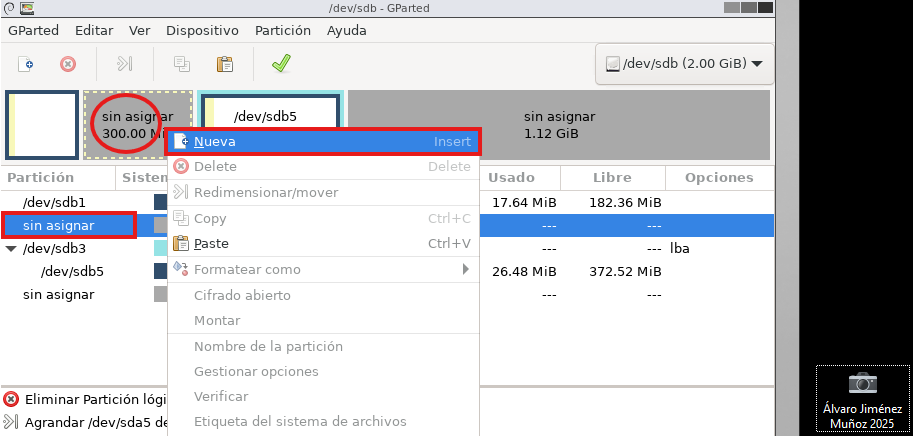 /dev/sdb - GParted
GParted Editar Ver Dispositivo Partición Ayuda
/dev/sdb (2.00 GiB)
sin asignar
300.00
/dev/sdb5
sin asignar
1.12 GiB
Nueva Insert
Delete Delete
Redimensionar/mover
Copy Ctrl+C
Paste Ctrl+V
Formatear como
Cifrado abierto
Montar
Nombre de la partición
Gestionar opciones
Verificar
Etiqueta del sistema de archivos
Partición Usado Libre Opciones
/dev/sdb1 17.64 MiB 182.36 MiB
sin asignar --- ---
/dev/sdb3 --- --- lba
/dev/sdb5 26.48 MiB 372.52 MiB
sin asignar --- ---
Eliminar Partición
Agrandar /dev/sda5 de
Álvaro Jiménez
Muñoz 2025